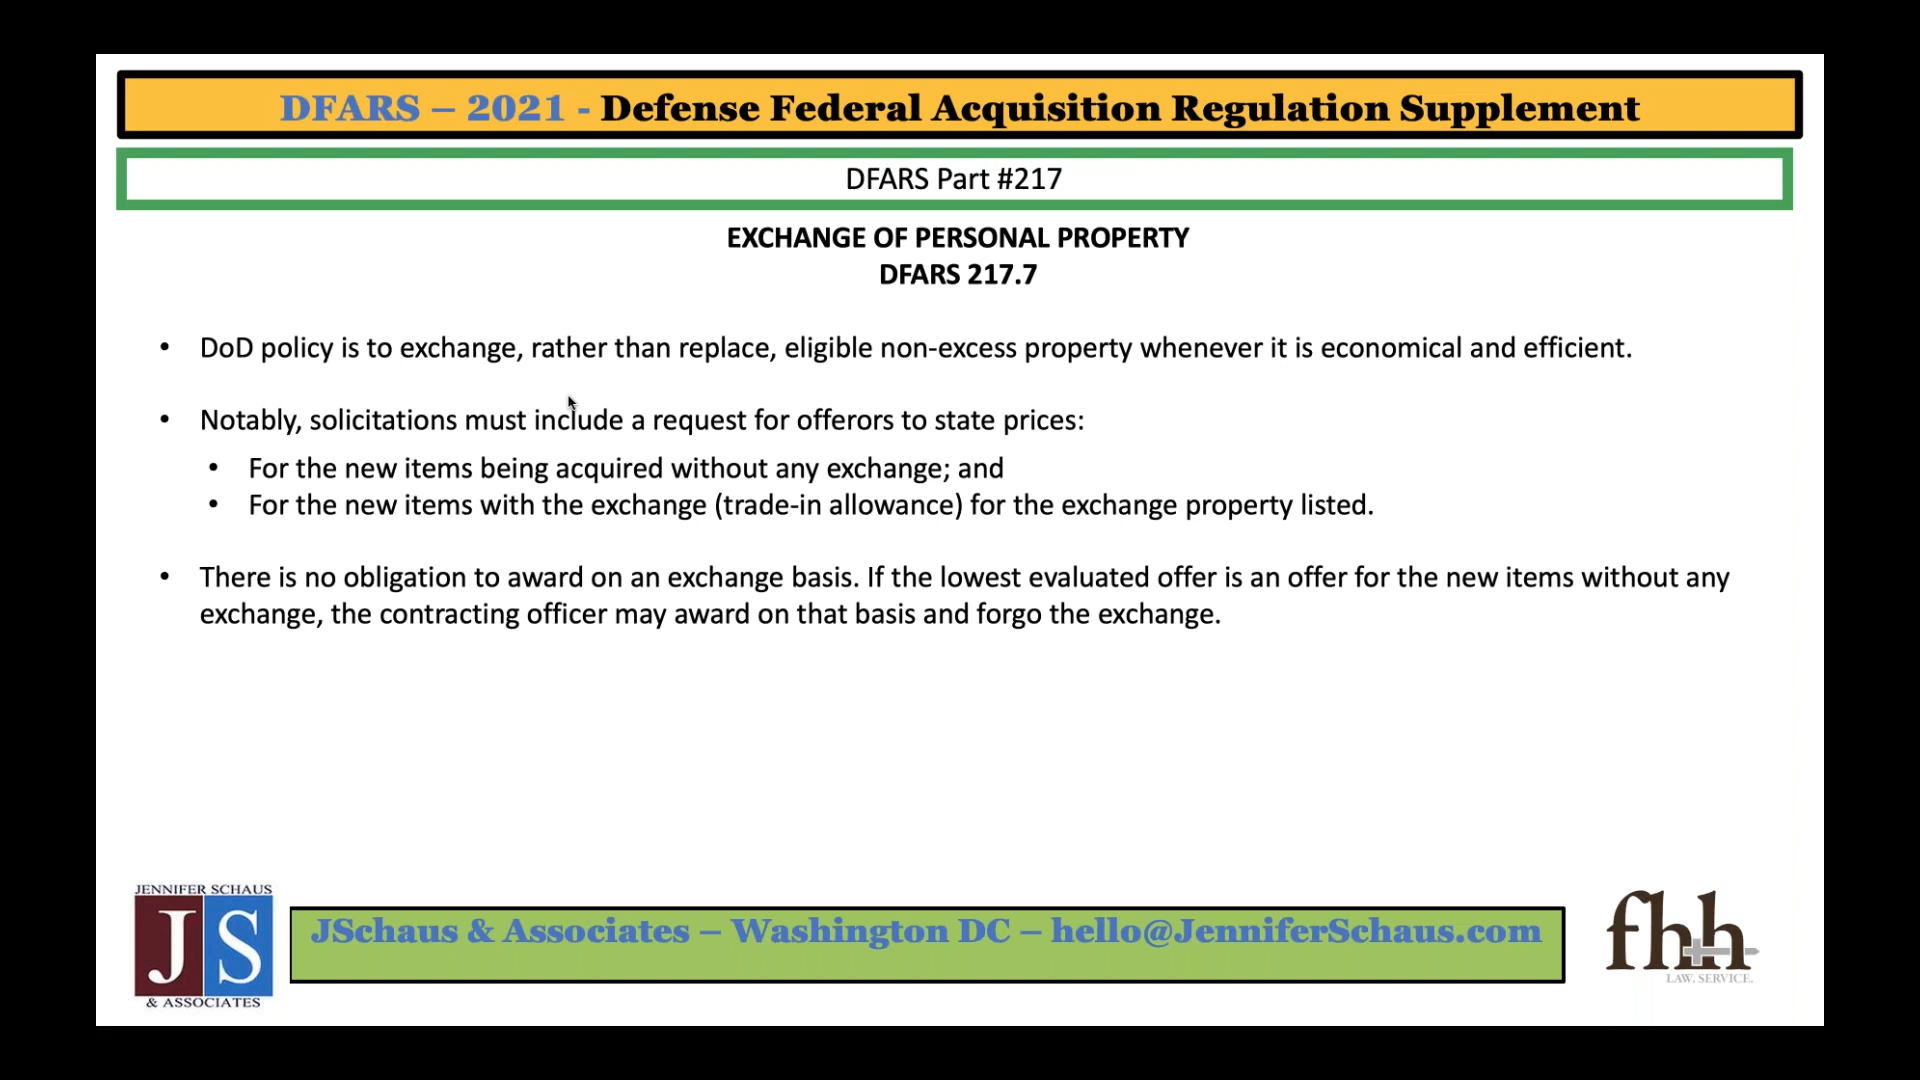 DFARS – 2021 - Defense Federal Acquisition Regulation Supplement
DFARS Part #217
EXCHANGE OF PERSONAL PROPERTY
DFARS 217.7
• DoD policy is to exchange, rather than replace, eligible non-excess property whenever it is economical and efficient.
• Notably, solicitations must include a request for offerors to state prices:
• For the new items being acquired without any exchange; and
• For the new items with the exchange (trade-in allowance) for the exchange property listed.
• There is no obligation to award on an exchange basis. If the lowest evaluated offer is an offer for the new items without any
exchange, the contracting officer may award on that basis and forgo the exchange.
JENNIFER SCHAUS
JS
& ASSOCIATES
JSchaus & Associates – Washington DC – hello@JenniferSchaus.com
fhh
LAW. SERVICE.